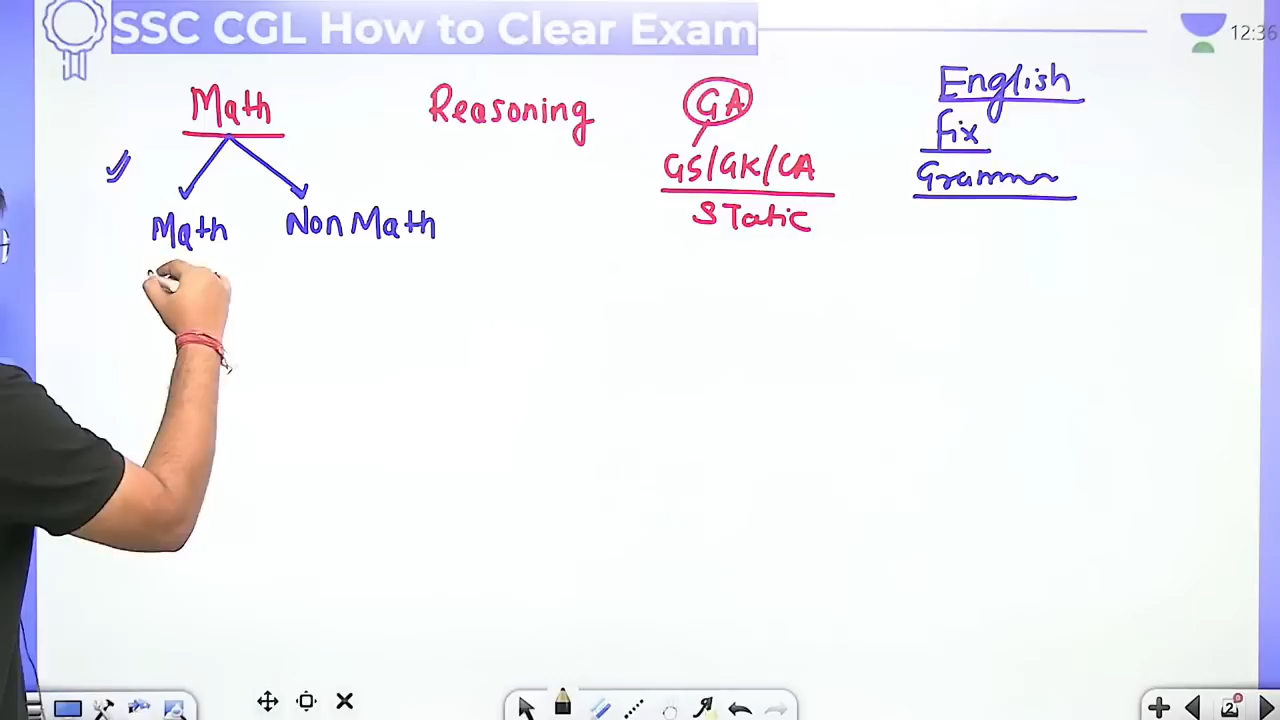 SSC CGL How to Clear Exam
12:36
Math
Reasoning
GA
English
Fix
GS/GK/CA
Grammar
Static
Math
Non Math
2